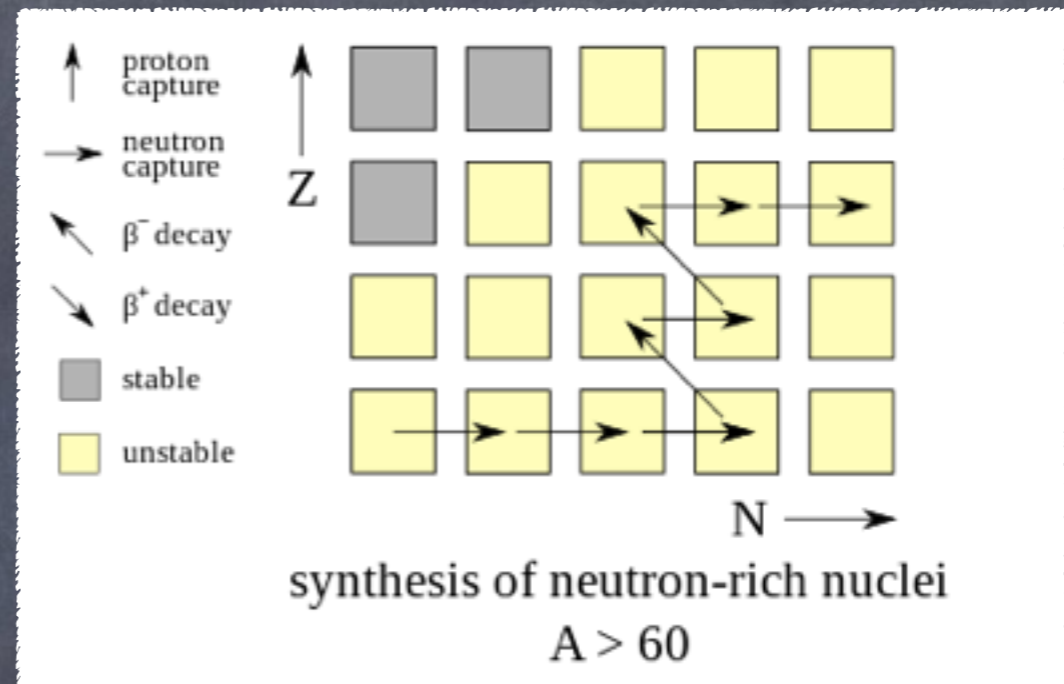 proton
capture
neutron
capture
β⁻ decay
β⁺ decay
stable
unstable
Z
N
synthesis of neutron-rich nuclei
A > 60